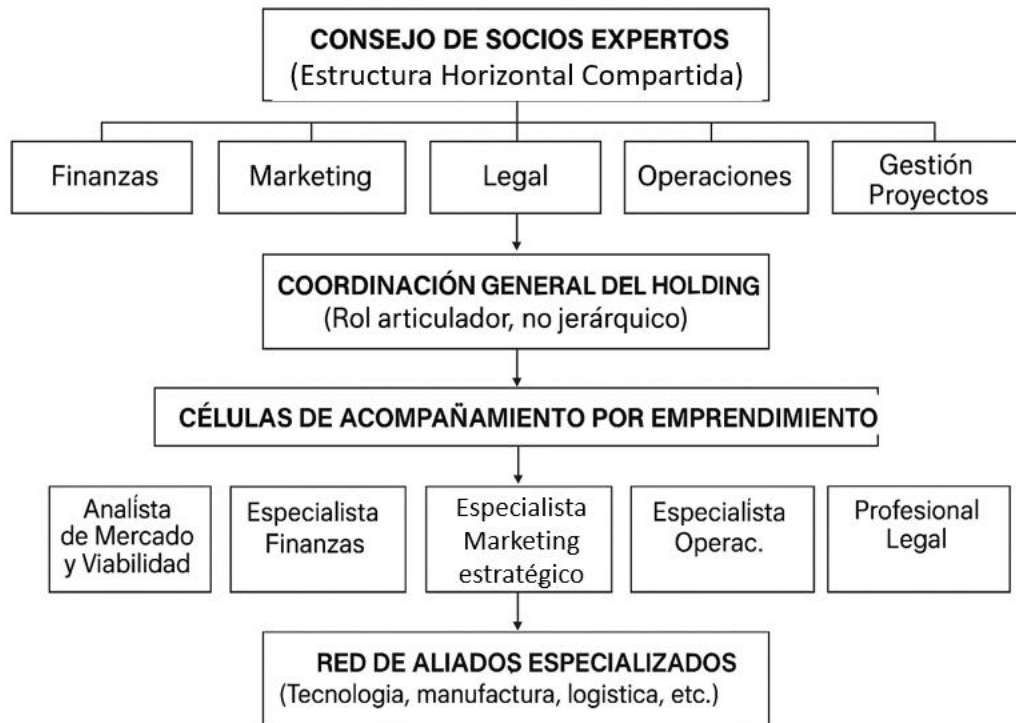 CONSEJO DE SOCIOS EXPERTOS
(Estructura Horizontal Compartida)
Finanzas
Marketing
Legal
Operaciones
Gestión
Proyectos
COORDINACIÓN GENERAL DEL HOLDING
(Rol articulador, no jerárquico)
CÉLULAS DE ACOMPAÑAMIENTO POR EMPRENDIMIENTO
Analísta
de Mercado
y Viabilidad
Especialista
Finanzas
Especialista
Marketing
estratégico
Especialísta
Operac.
Profesional
Legal
RED DE ALIADOS ESPECIALIZADOS
(Tecnologia, manufactura, logistica, etc.)